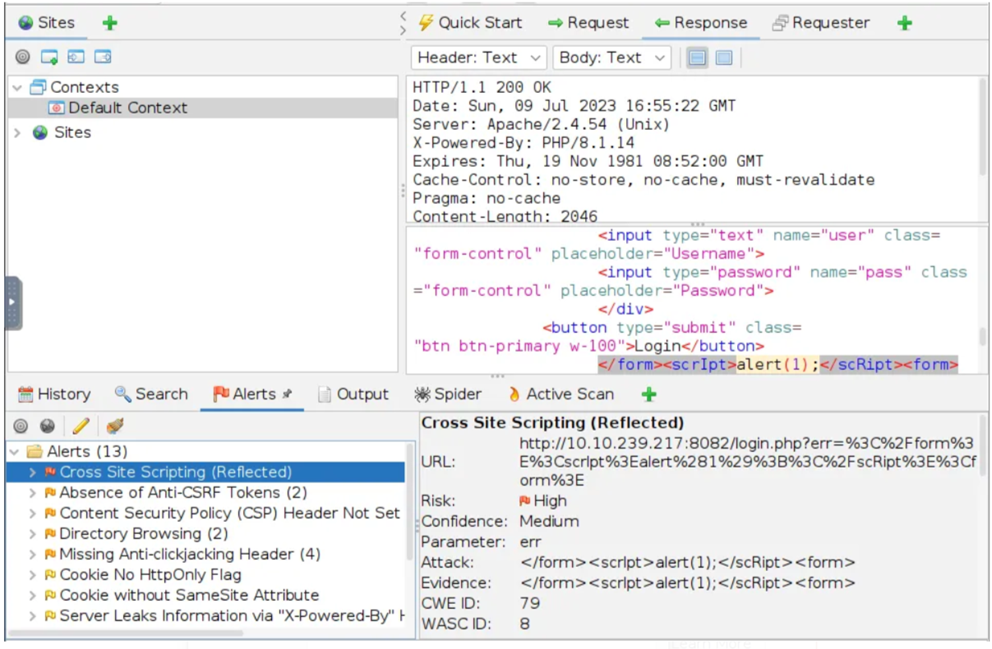 Sites
Quick Start Request Response Requester
Header: Text Body: Text
Contexts
Default Context
Sites
HTTP/1.1 200 OK
Date: Sun, 09 Jul 2023 16:55:22 GMT
Server: Apache/2.4.54 (Unix)
X-Powered-By: PHP/8.1.14
Expires: Thu, 19 Nov 1981 08:52:00 GMT
Cache-Control: no-store, no-cache, must-revalidate
Pragma: no-cache
Content-Length: 2046
<input type="text" name="user" class=
"form-control" placeholder="Username">
<input type="password" name="pass" class
="form-control" placeholder="Password">
</div>
<button type="submit" class=
"btn btn-primary w-100">Login</button>
</form><scrIpt>alert(1);</scRipt><form>
History Search Alerts Output Spider Active Scan
Alerts (13)
Cross Site Scripting (Reflected)
Absence of Anti-CSRF Tokens (2)
Content Security Policy (CSP) Header Not Set
Directory Browsing (2)
Missing Anti-clickjacking Header (4)
Cookie No HttpOnly Flag
Cookie without SameSite Attribute
Server Leaks Information via "X-Powered-By"
Cross Site Scripting (Reflected)
URL: http://10.10.239.217:8082/login.php?err=%3C%2Fform%3
E%3CscrIpt%3Ealert%281%29%3B%3C%2FscRipt%3E%3Cf
orm%3E
Risk: High
Confidence: Medium
Parameter: err
Attack: </form><scrIpt>alert(1);</scRipt><form>
Evidence: </form><scrIpt>alert(1);</scRipt><form>
CWE ID: 79
WASC ID: 8